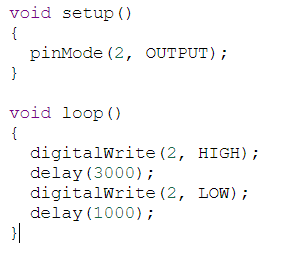 void setup()
{
  pinMode(2, OUTPUT);
}

void loop()
{
  digitalWrite(2, HIGH);
  delay(3000);
  digitalWrite(2, LOW);
  delay(1000);
}